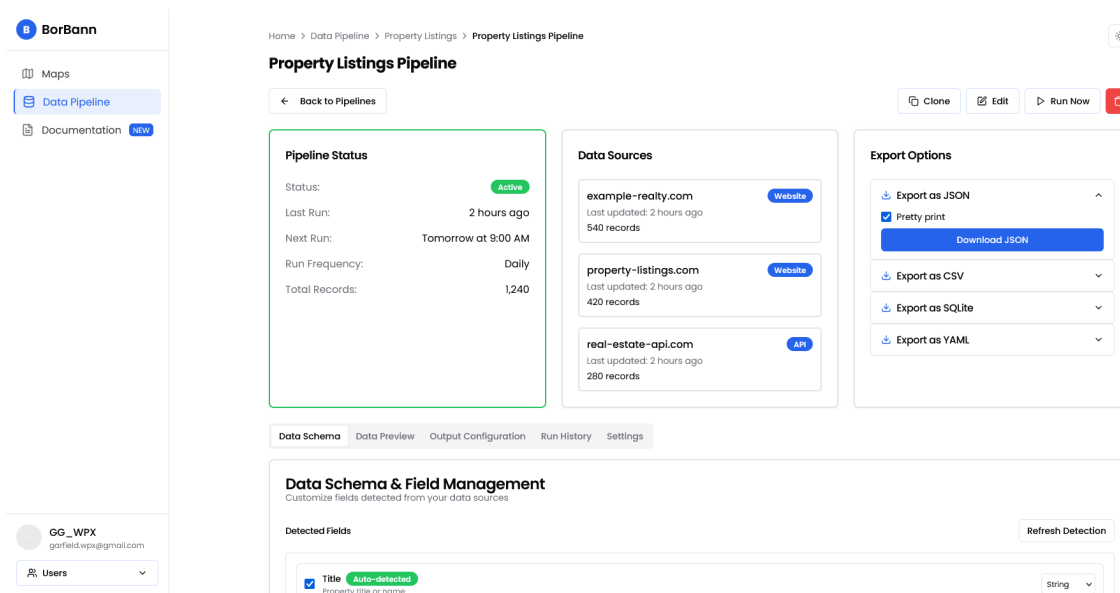 B BorBann
Maps
Data Pipeline
Documentation NEW
GG_WPX
garfield.wpx@gmail.com
Users
Home > Data Pipeline > Property Listings > Property Listings Pipeline
Property Listings Pipeline
Back to Pipelines
Clone
Edit
Run Now
Pipeline Status
Status: Active
Last Run: 2 hours ago
Next Run: Tomorrow at 9:00 AM
Run Frequency: Daily
Total Records: 1,240
Data Sources
example-realty.com Website
Last updated: 2 hours ago
540 records
property-listings.com Website
Last updated: 2 hours ago
420 records
real-estate-api.com API
Last updated: 2 hours ago
280 records
Export Options
Export as JSON
Pretty print
Download JSON
Export as CSV
Export as SQLite
Export as YAML
Data Schema Data Preview Output Configuration Run History Settings
Data Schema & Field Management
Customize fields detected from your data sources
Detected Fields
Refresh Detection
Title Auto-detected
Property title or name
String